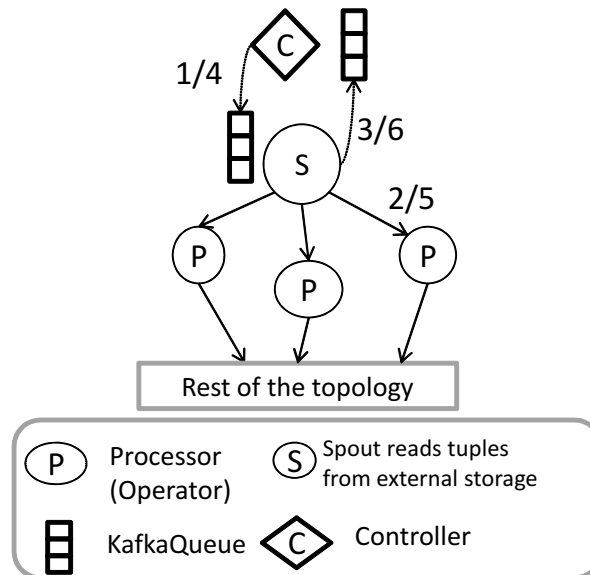 C
1/4
3/6
S
2/5
P
P
P
Rest of the topology
P
Processor
(Operator)
S
Spout reads tuples
from external storage
KafkaQueue
C
Controller